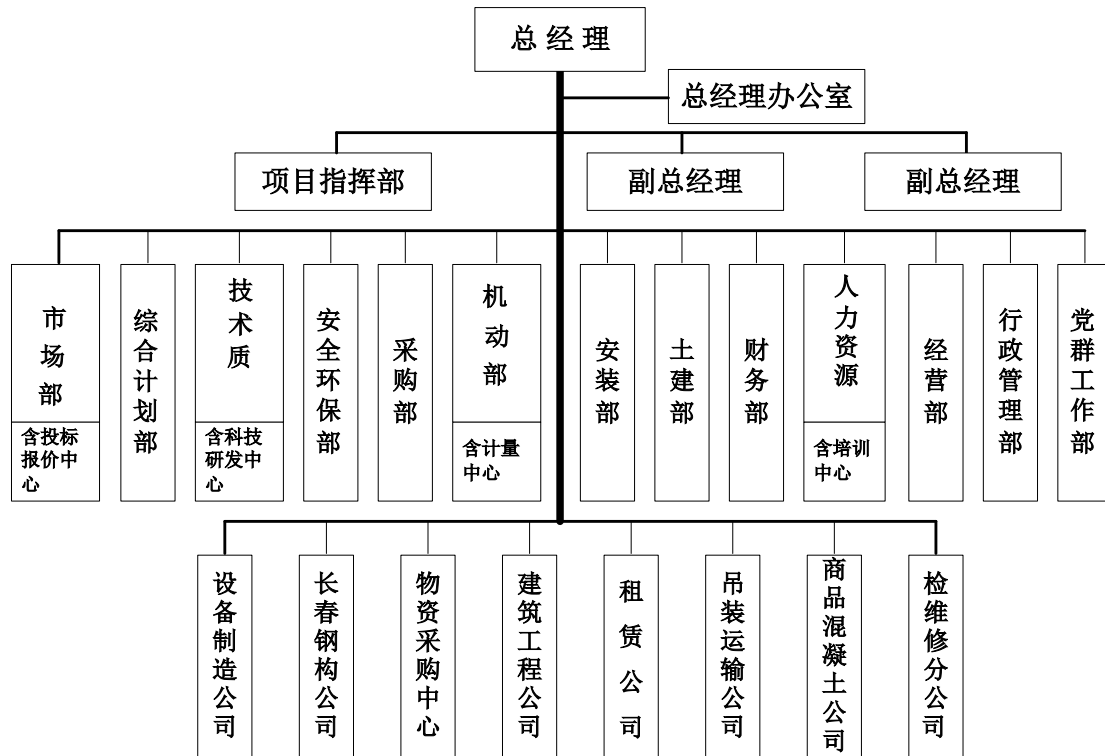 总经理
总经理办公室
项目指挥部
副总经理
副总经理
市场部
含投标
报价中
心
综合计划部
技术质
含科技
研发中
心
安全环保部
采购部
机动部
含计量
中心
安装部
土建部
财务部
人力资源
含培训
中心
经营部
行政管理部
党群工作部
设备制造公司
长春钢构公司
物资采购中心
建筑工程公司
租赁公司
吊装运输公司
商品混凝土公司
检维修分公司